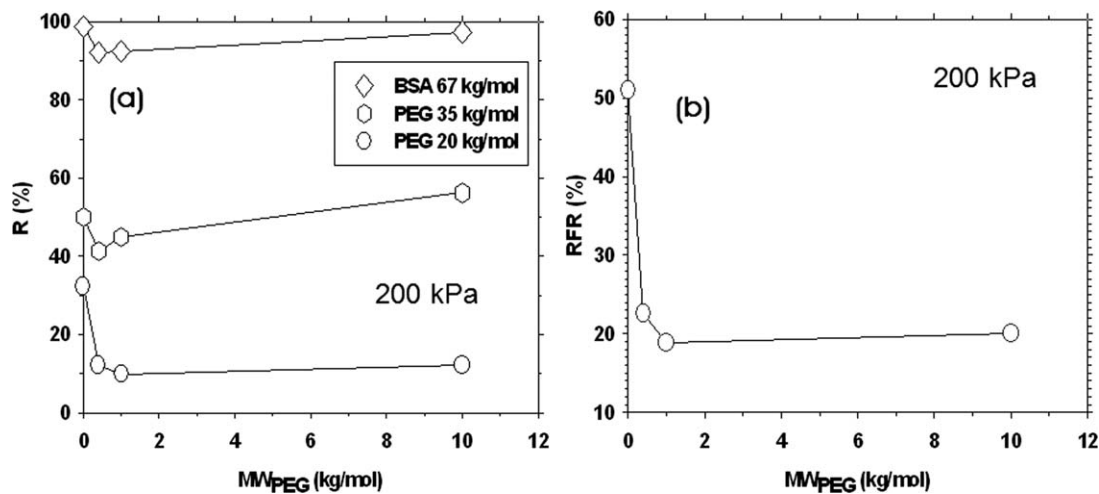 100
80
60
40
20
0
R (%)
(a)
BSA 67 kg/mol
PEG 35 kg/mol
PEG 20 kg/mol
200 kPa
0 2 4 6 8 10 12
MWPEG (kg/mol)
60
50
40
30
20
10
RFR (%)
(b)
200 kPa
0 2 4 6 8 10 12
MWPEG (kg/mol)